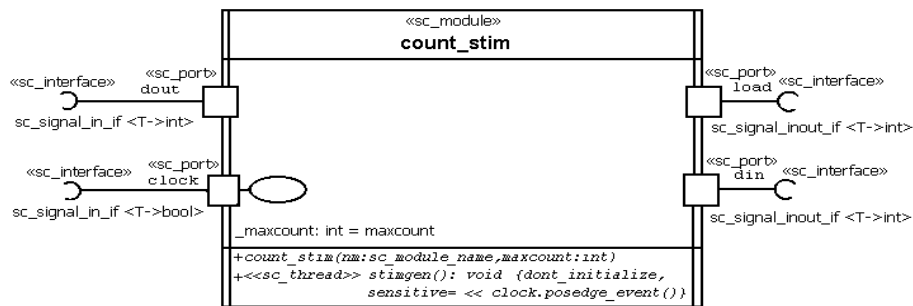 «sc_module»
count_stim
«sc_interface»
«sc_port»
dout
sc_signal_in_if <T->int>
«sc_port»
load
«sc_interface»
sc_signal_inout_if <T->int>
«sc_interface»
«sc_port»
clock
sc_signal_in_if <T->bool>
«sc_port»
din
«sc_interface»
sc_signal_inout_if <T->int>
_maxcount: int = maxcount
+count_stim(nm:sc_module_name,maxcount:int)
+<<sc_thread>> stimgen(): void {dont_initialize,
sensitive= << clock.posedge_event()}